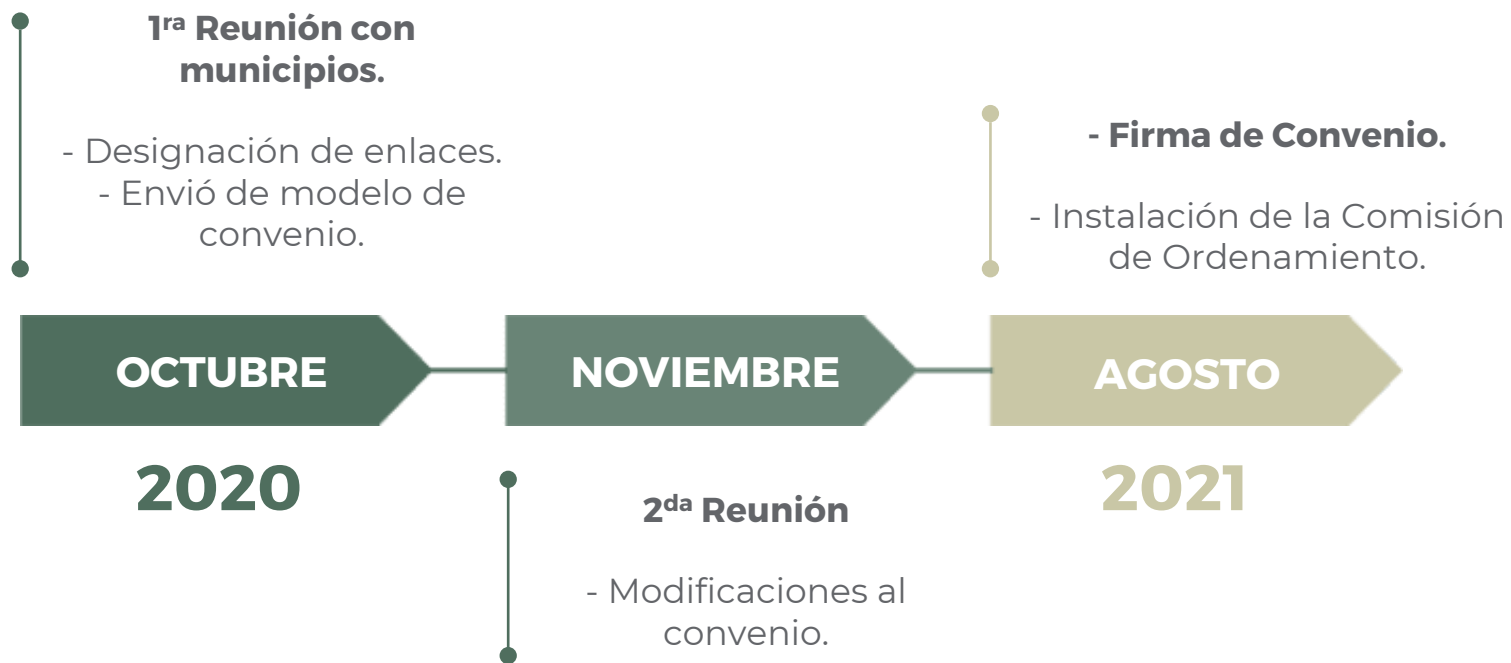 1ra Reunión con
municipios.
- Designación de enlaces.
- Envió de modelo de
convenio.
- Firma de Convenio.
- Instalación de la Comisión
de Ordenamiento.
OCTUBRE
NOVIEMBRE
AGOSTO
2020
2021
2da Reunión
- Modificaciones al
convenio.